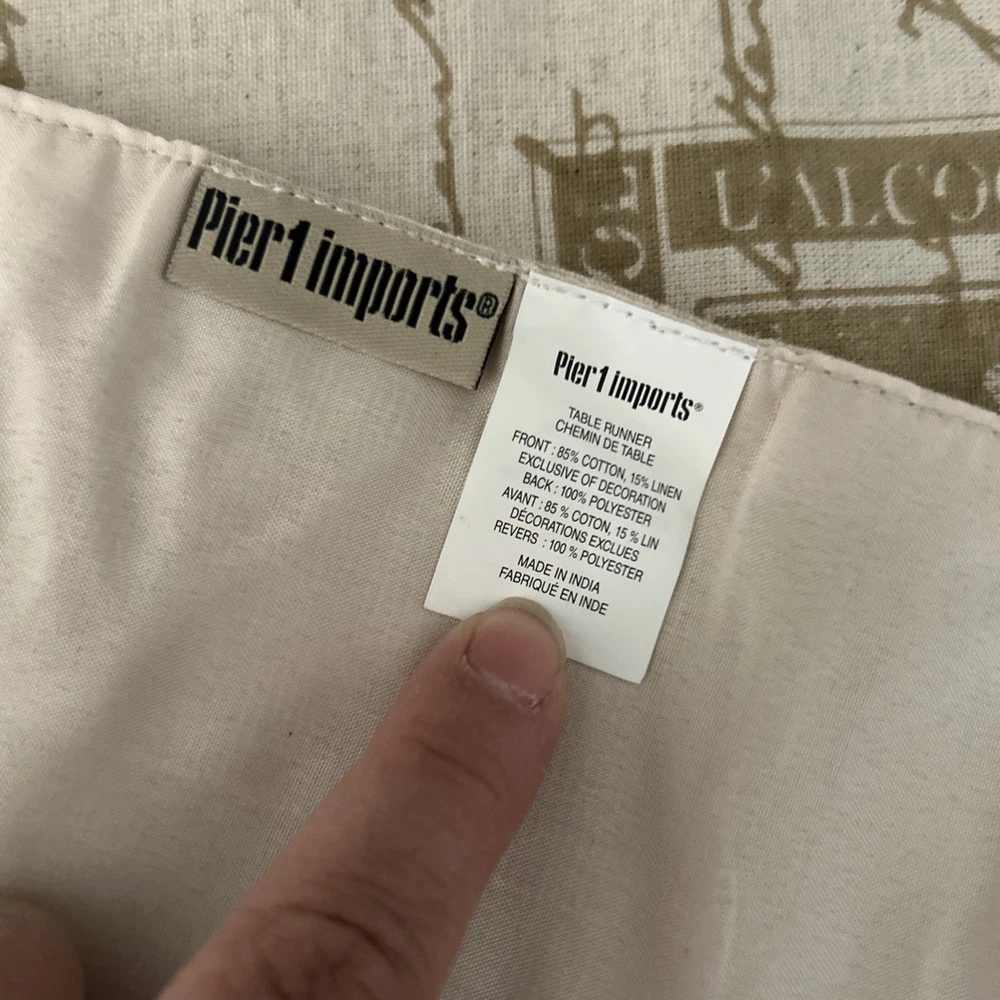 L'ALCOO
Pier1 imports®
Pier1 imports®
TABLE RUNNER
CHEMIN DE TABLE
FRONT : 85% COTTON, 15% LINEN
EXCLUSIVE OF DECORATION
BACK : 100% POLYESTER
AVANT : 85 % COTON, 15 % LIN
DÉCORATIONS EXCLUES
REVERS : 100 % POLYESTER
MADE IN INDIA
FABRIQUÉ EN INDE